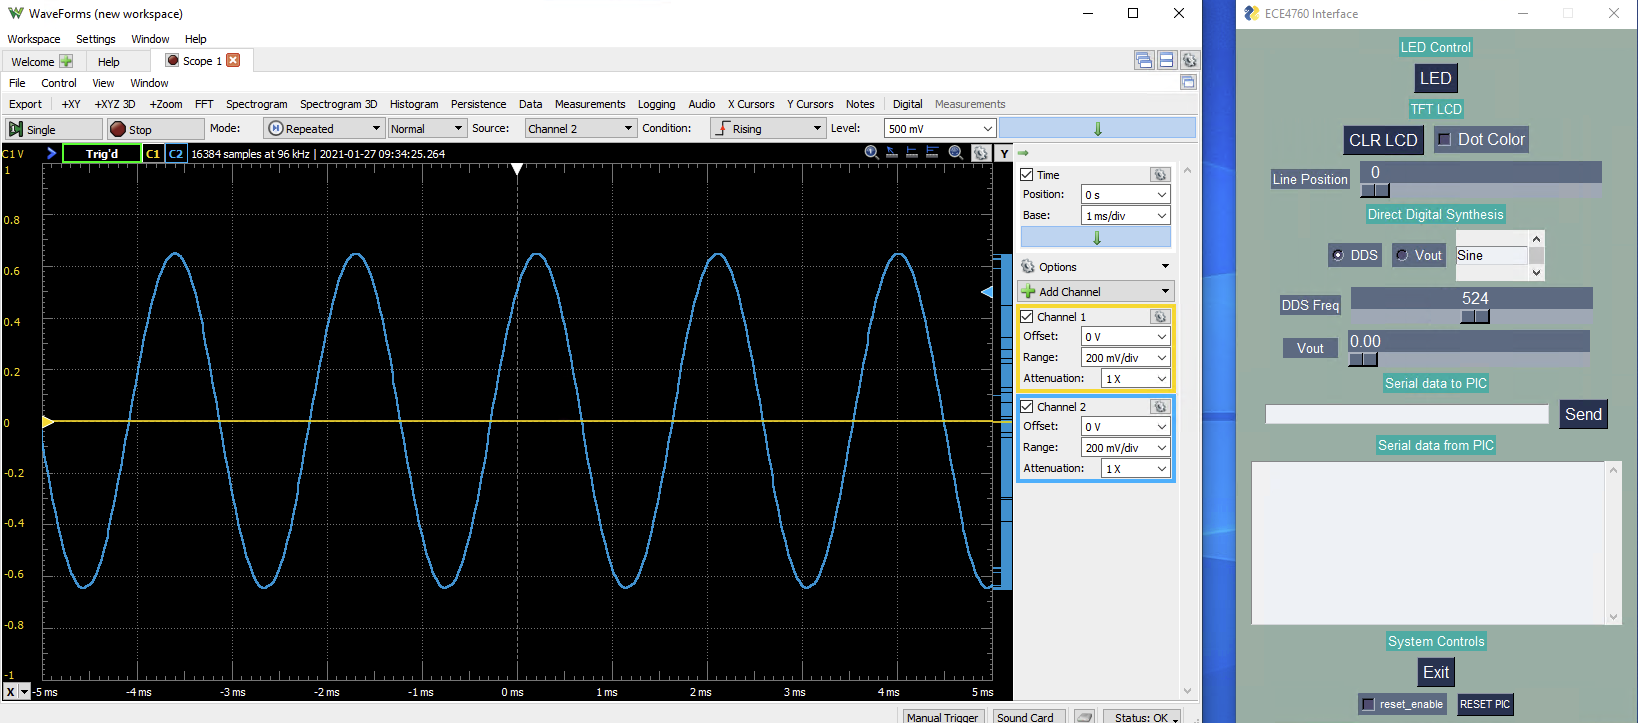 WaveForms (new workspace)
Workspace Settings Window Help
Welcome Help Scope 1
File Control View Window
Export +XY +XYZ 3D +Zoom FFT Spectrogram Spectrogram 3D Histogram Persistence Data Measurements Logging Audio X Cursors Y Cursors Notes Digital Measurements
Single Stop Mode: Repeated Normal Source: Channel 2 Condition: Rising Level: 500 mV
C1 V Trig'd C1 C2 16384 samples at 96 kHz | 2021-01-27 09:34:25.264 Y
1
0.8
0.6
0.4
0.2
0
-0.2
-0.4
-0.6
-0.8
-1
X -5 ms -4 ms -3 ms -2 ms -1 ms 0 ms 1 ms 2 ms 3 ms 4 ms 5 ms
Time
Position: 0 s
Base: 1 ms/div
Options
Add Channel
Channel 1
Offset: 0 V
Range: 200 mV/div
Attenuation: 1 X
Channel 2
Offset: 0 V
Range: 200 mV/div
Attenuation: 1 X
Manual Trigger Sound Card Status: OK
ECE4760 Interface
LED Control
LED
TFT LCD
CLR LCD Dot Color
Line Position 0
Direct Digital Synthesis
DDS Vout Sine
DDS Freq 524
Vout 0.00
Serial data to PIC
Send
Serial data from PIC
System Controls
Exit
reset_enable RESET PIC